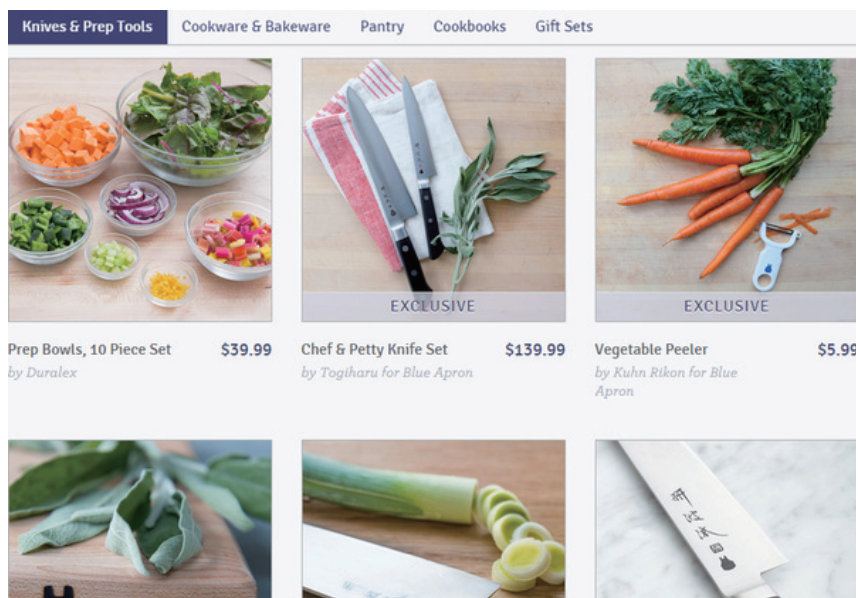 Knives & Prep Tools Cookware & Bakeware Pantry Cookbooks Gift Sets
EXCLUSIVE
EXCLUSIVE
Prep Bowls, 10 Piece Set $39.99
by Duralex
Chef & Petty Knife Set $139.99
by Togiharu for Blue Apron
Vegetable Peeler $5.99
by Kuhn Rikon for Blue
Apron